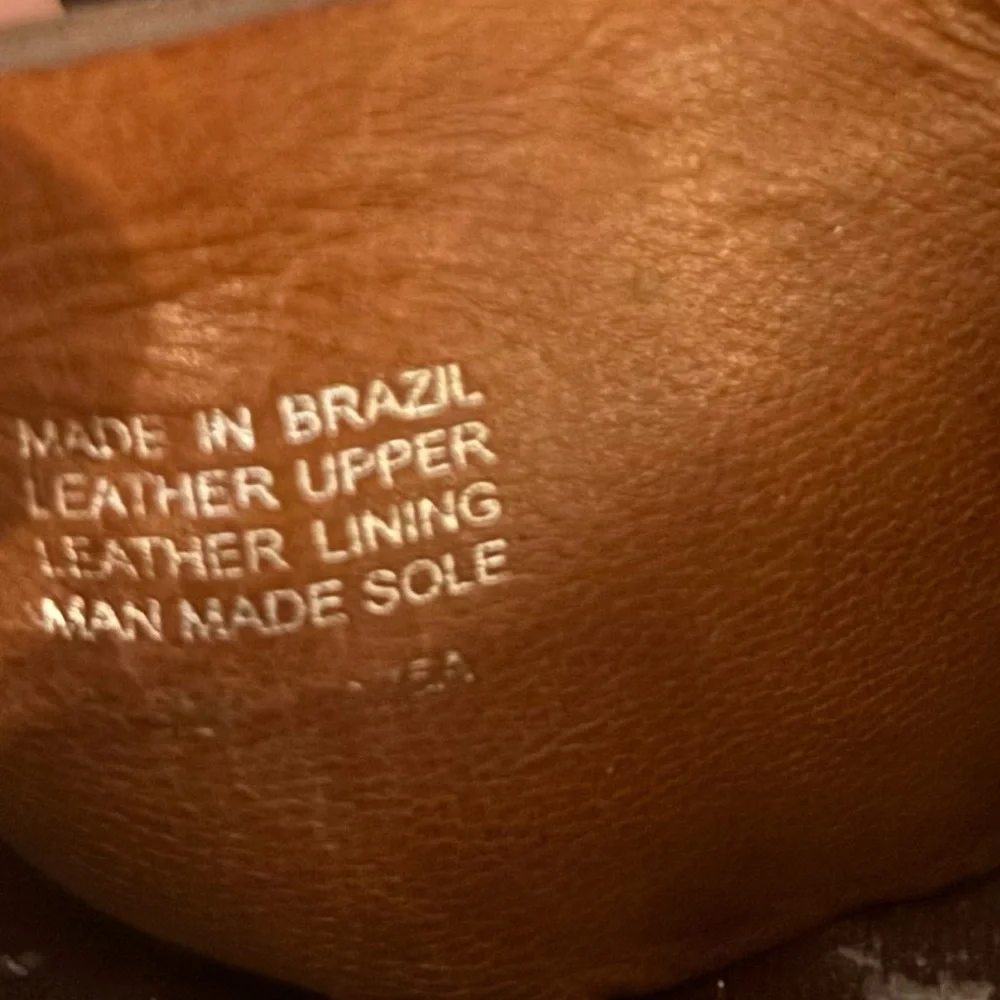 MADE IN BRAZIL
LEATHER UPPER
LEATHER LINING
MAN MADE SOLE